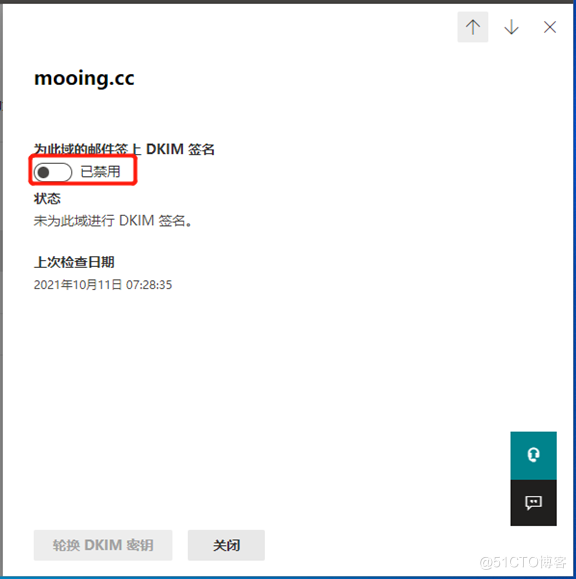 mooing.cc
为此域的邮件签上 DKIM 签名
已禁用
状态
未为此域进行 DKIM 签名。
上次检查日期
2021年10月11日 07:28:35
轮换 DKIM 密钥
关闭
@51CTO博客